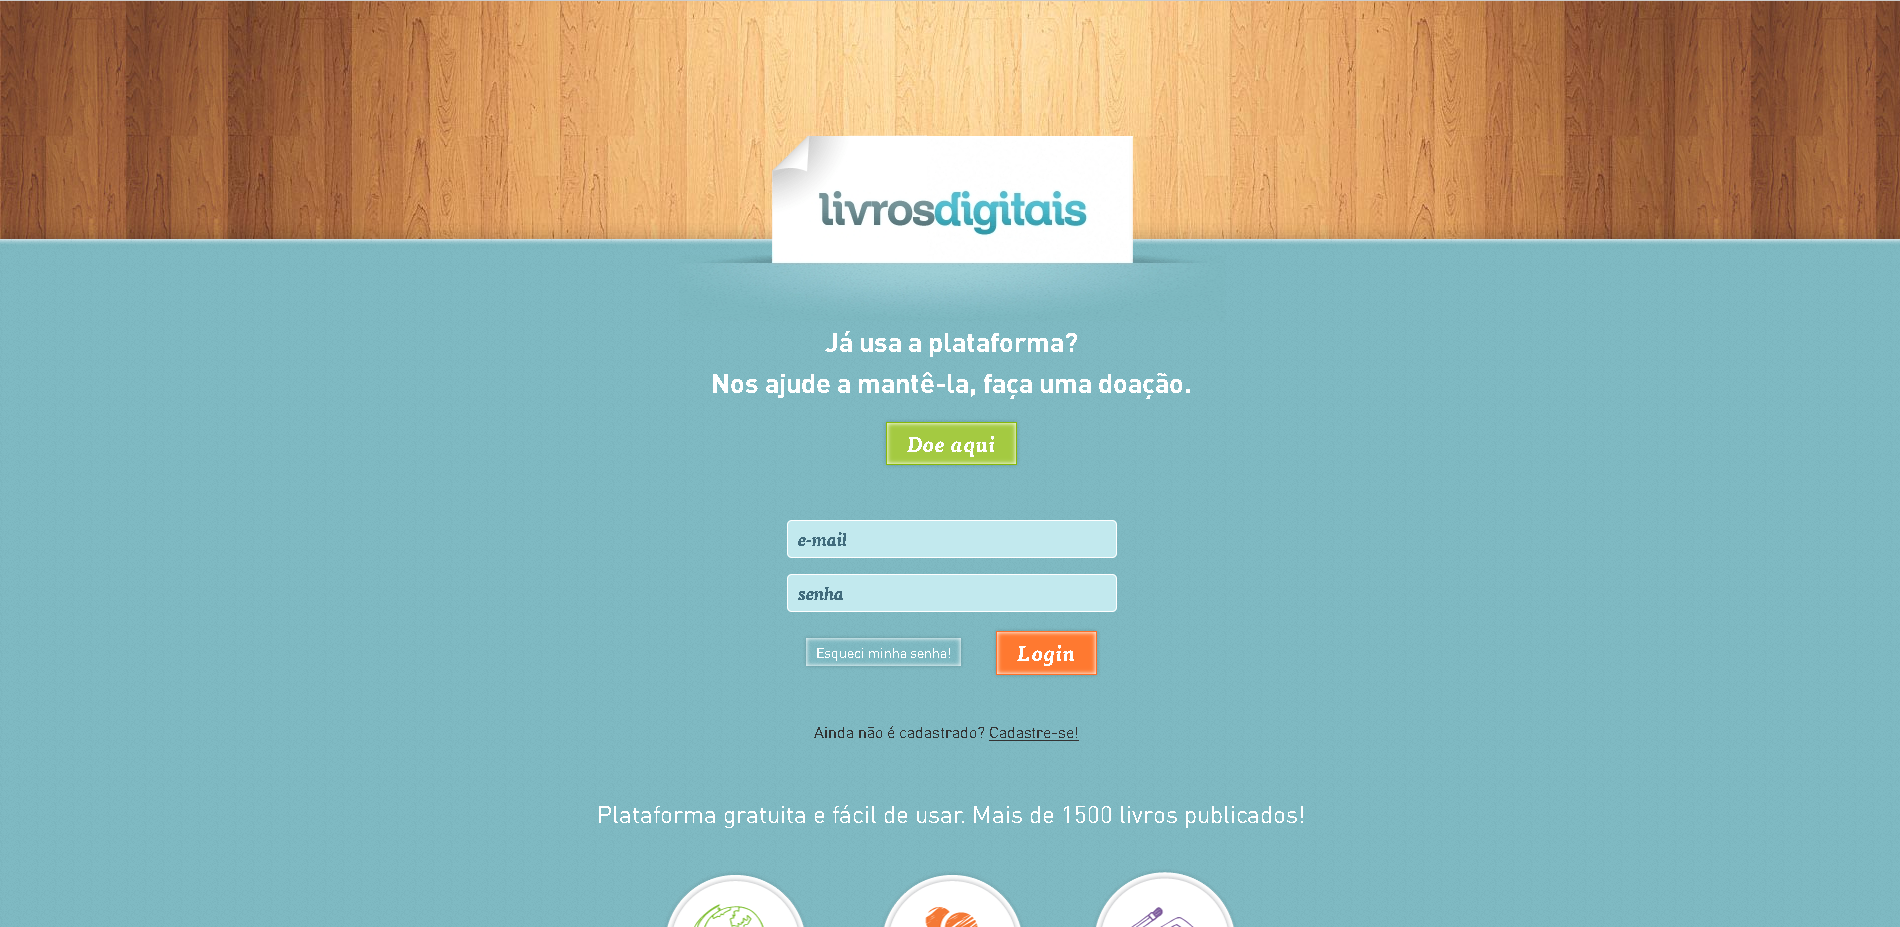 livrosdigitais
Já usa a plataforma?
Nos ajude a mantê-la, faça uma doação.
Doe aqui
e-mail
senha
Esqueci minha senha!
Login
Ainda não é cadastrado? Cadastre-se!
Plataforma gratuita e fácil de usar. Mais de 1500 livros publicados!